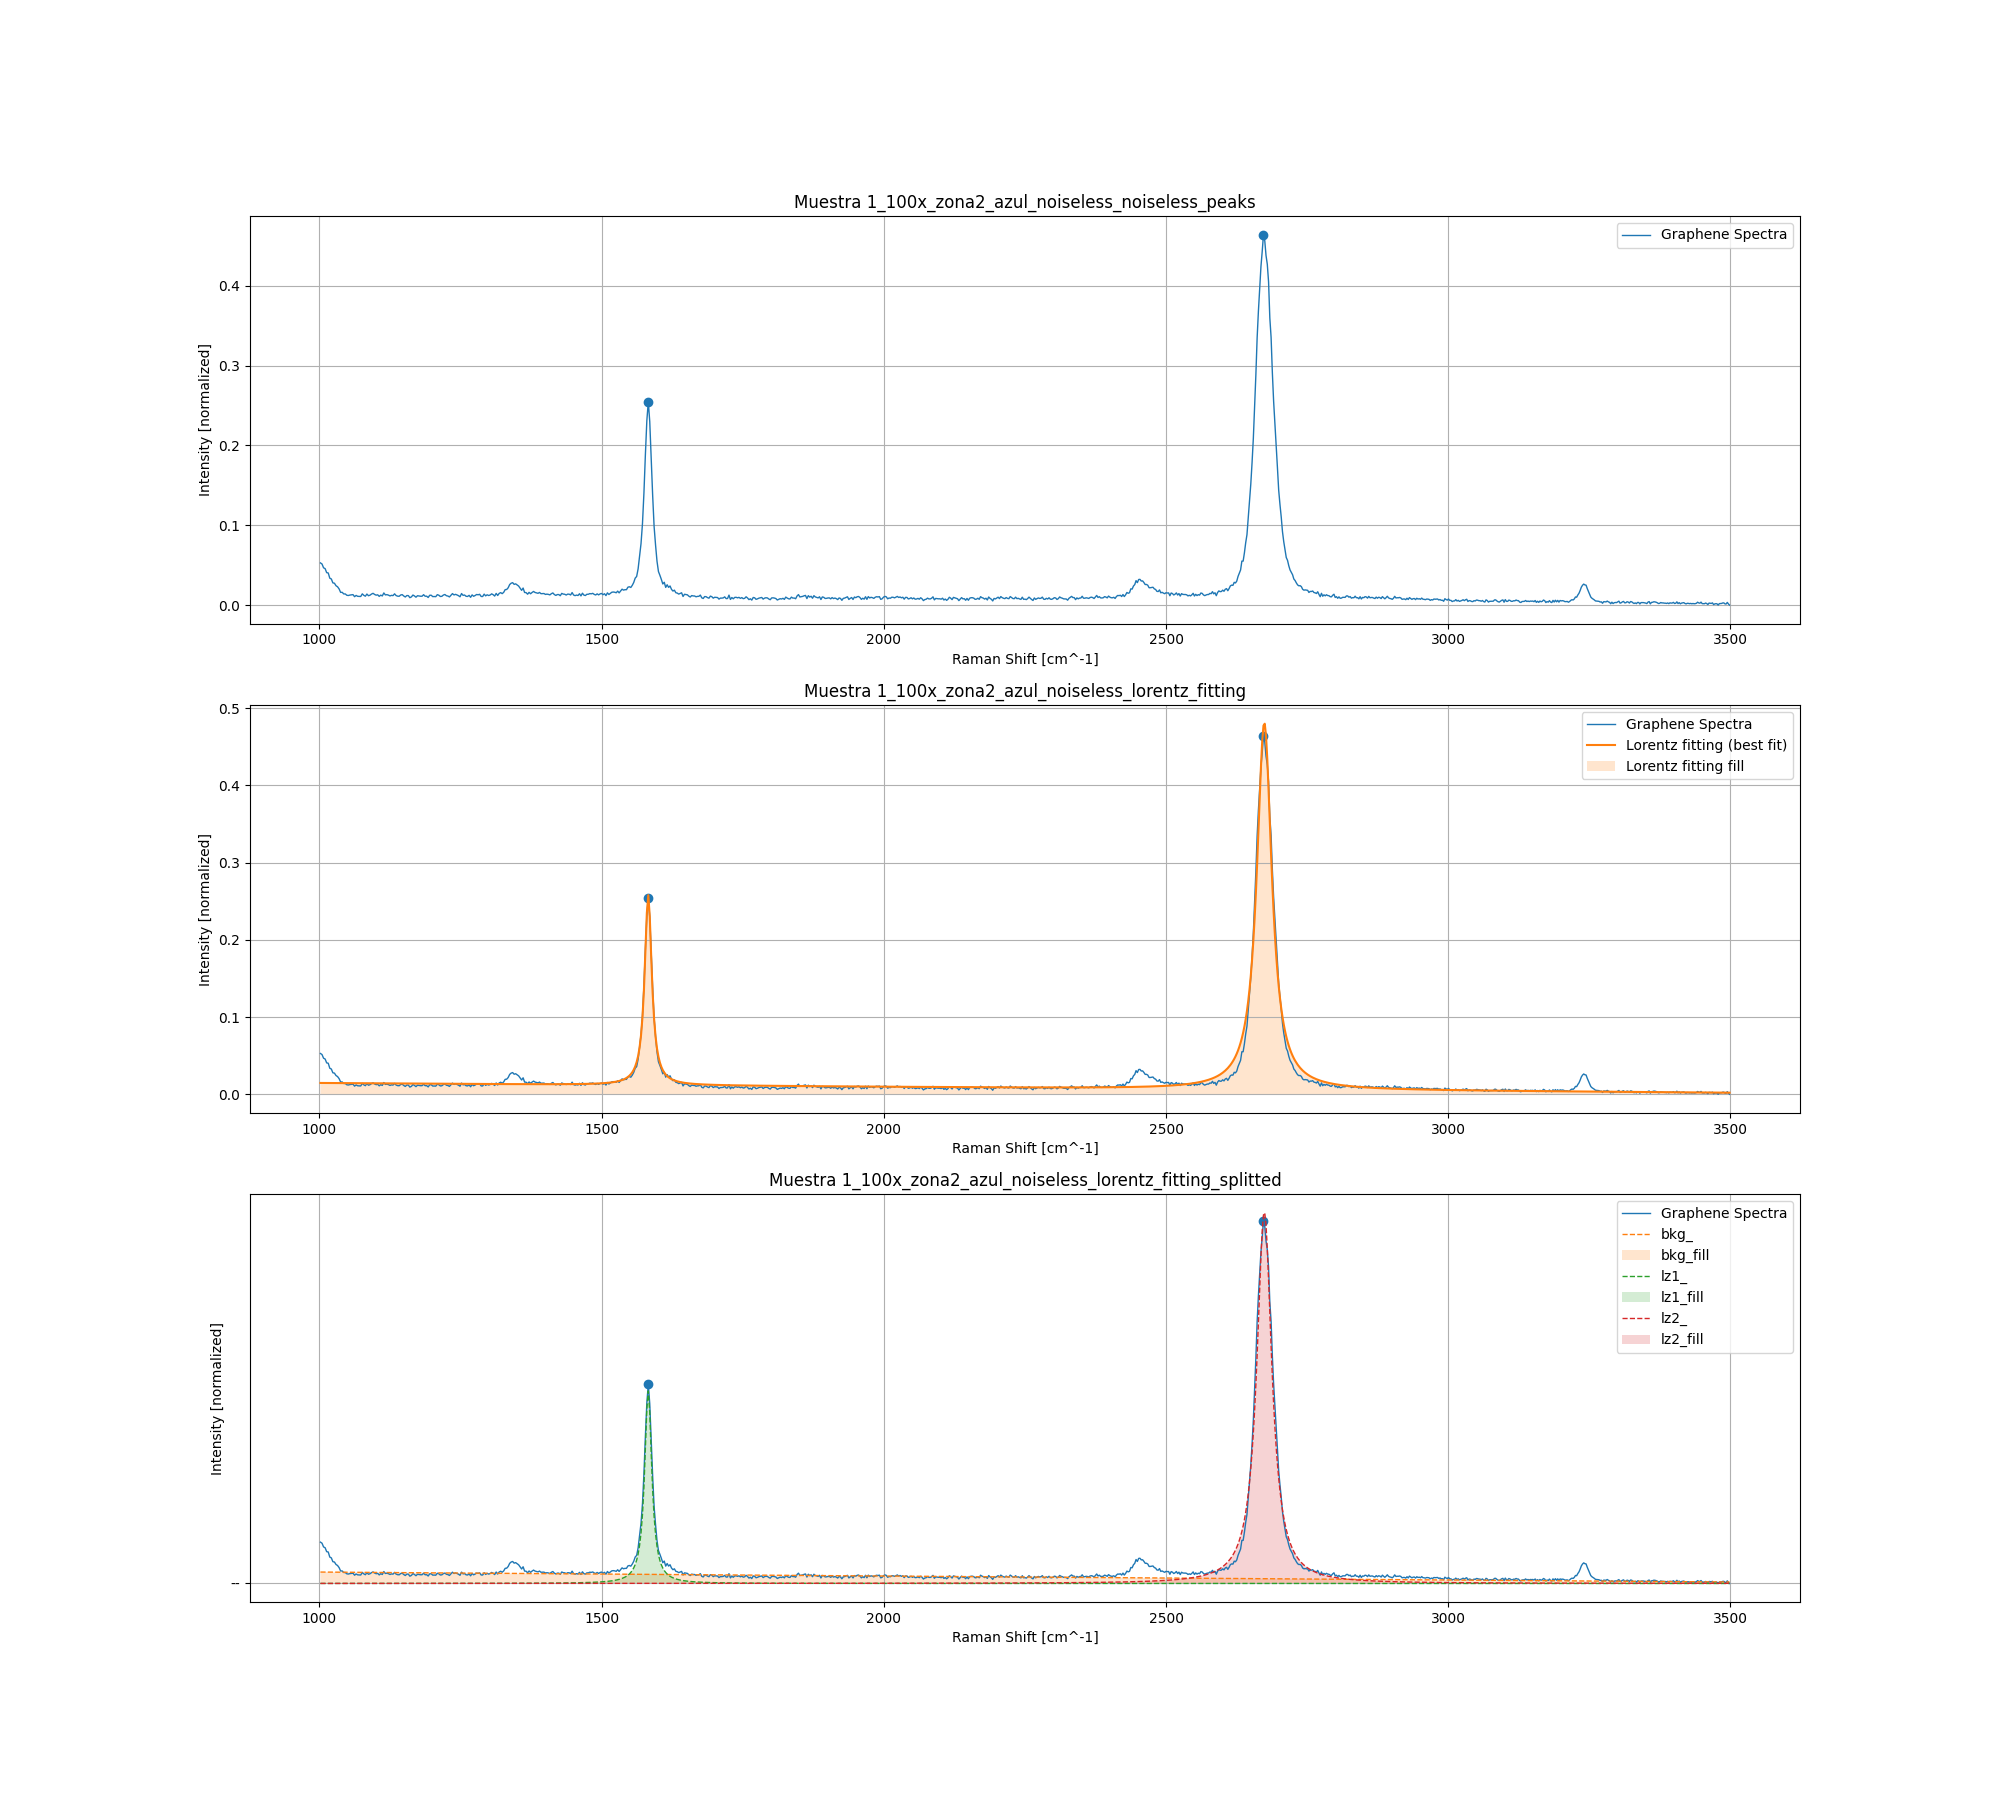 Muestra 1_100x_zona2_azul_noiseless_noiseless_peaks
Graphene Spectra
Intensity [normalized]
0.4
0.3
0.2
0.1
0.0
1000 1500 2000 2500 3000 3500
Raman Shift [cm^-1]
Muestra 1_100x_zona2_azul_noiseless_lorentz_fitting
Graphene Spectra
Lorentz fitting (best fit)
Lorentz fitting fill
Intensity [normalized]
0.5
0.4
0.3
0.2
0.1
0.0
1000 1500 2000 2500 3000 3500
Raman Shift [cm^-1]
Muestra 1_100x_zona2_azul_noiseless_lorentz_fitting_splitted
Graphene Spectra
bkg_
bkg_fill
lz1_
lz1_fill
lz2_
lz2_fill
Intensity [normalized]
--
1000 1500 2000 2500 3000 3500
Raman Shift [cm^-1]